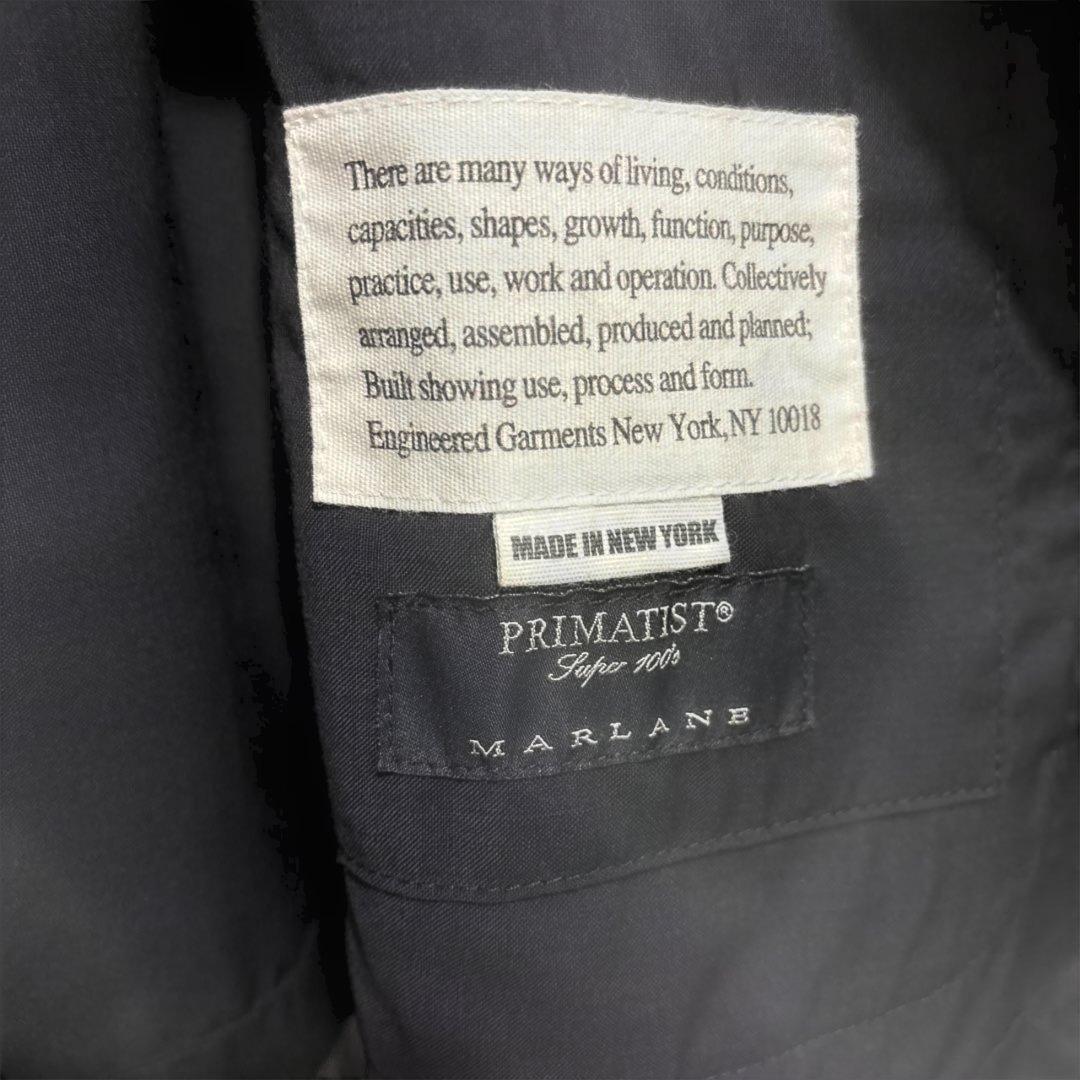 There are many ways of living, conditions,
capacities, shapes, growth, function, purpose,
practice, use, work and operation. Collectively
arranged, assembled, produced and planned;
Built showing use, process and form.
Engineered Garments New York, NY 10018
MADE IN NEW YORK
PRIMATIST®
Super 100's
MARLANE